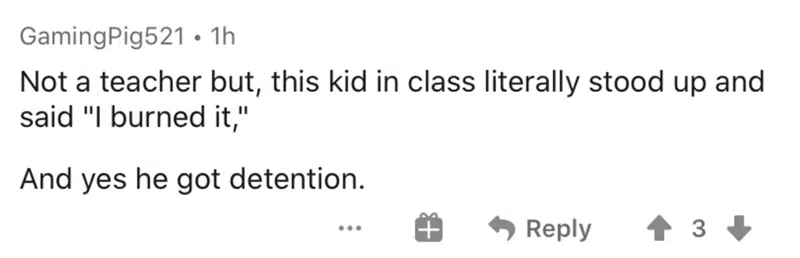 GamingPig521 • 1h
Not a teacher but, this kid in class literally stood up and
said "I burned it,"
And yes he got detention.
Reply 3